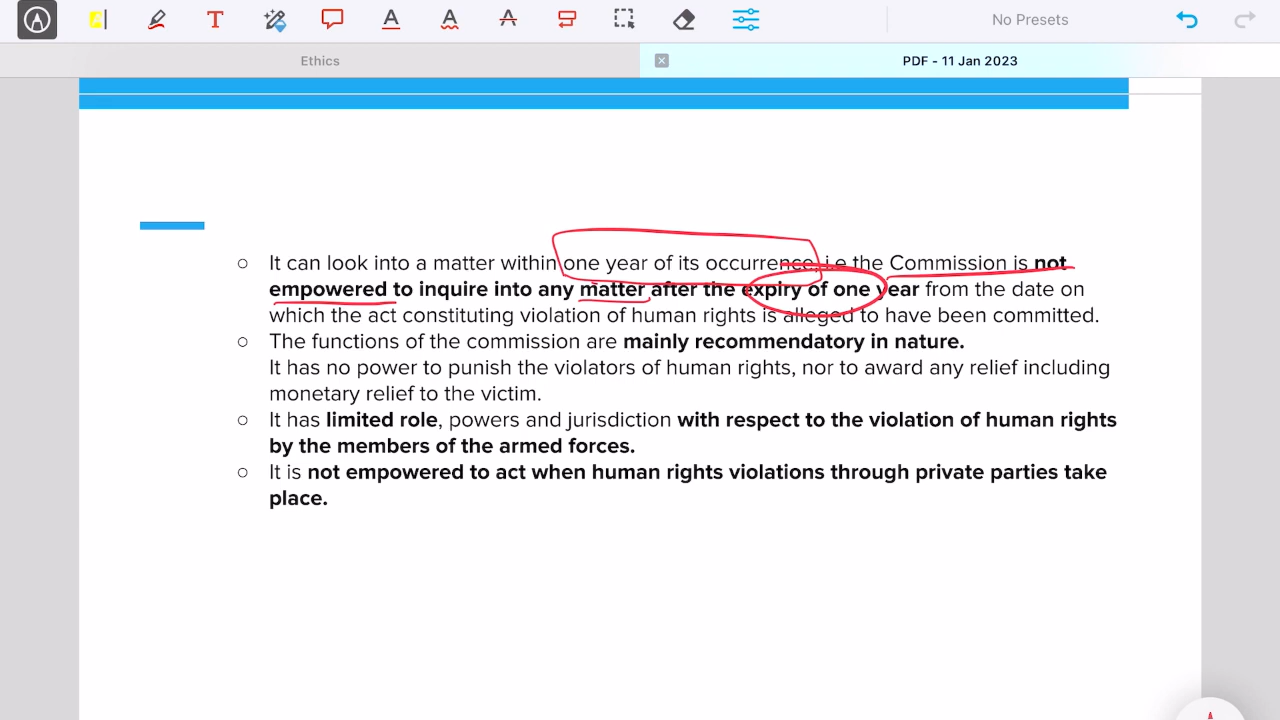 No Presets
Ethics
PDF - 11 Jan 2023
It can look into a matter within one year of its occurrence, i.e the Commission is not
empowered to inquire into any matter after the expiry of one year from the date on
which the act constituting violation of human rights is alleged to have been committed.
The functions of the commission are mainly recommendatory in nature.
It has no power to punish the violators of human rights, nor to award any relief including
monetary relief to the victim.
It has limited role, powers and jurisdiction with respect to the violation of human rights
by the members of the armed forces.
It is not empowered to act when human rights violations through private parties take
place.